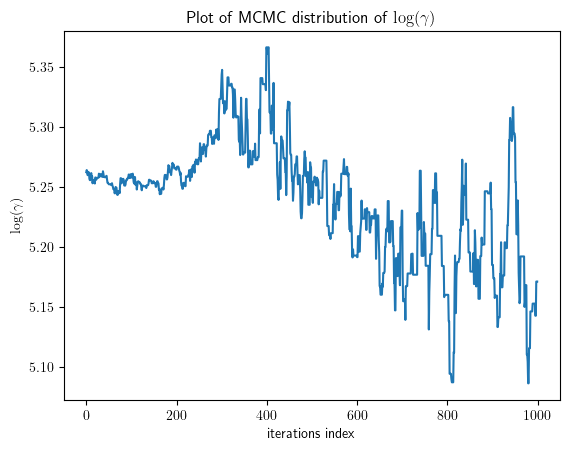 Plot of MCMC distribution of log(γ)
5.35
5.30
5.25
5.20
5.15
5.10
log(γ)
0 200 400 600 800 1000
iterations index